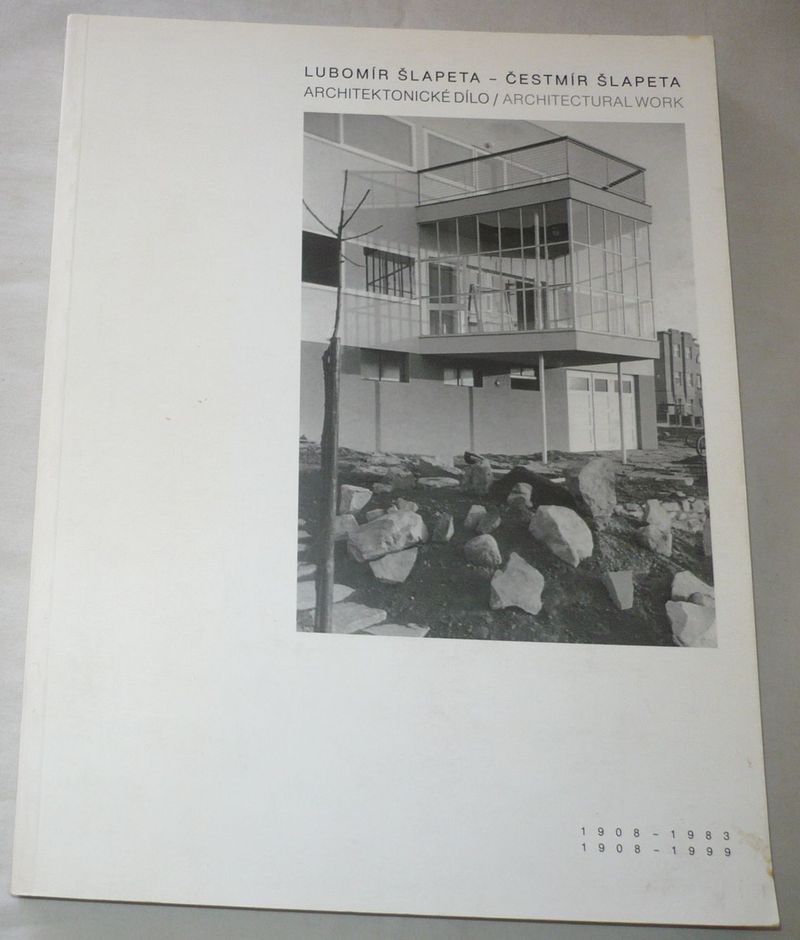 LUBOMÍR ŠLAPETA – ČESTMÍR ŠLAPETA
ARCHITEKTONICKÉ DÍLO / ARCHITECTURAL WORK
1908–1983
1908–1999